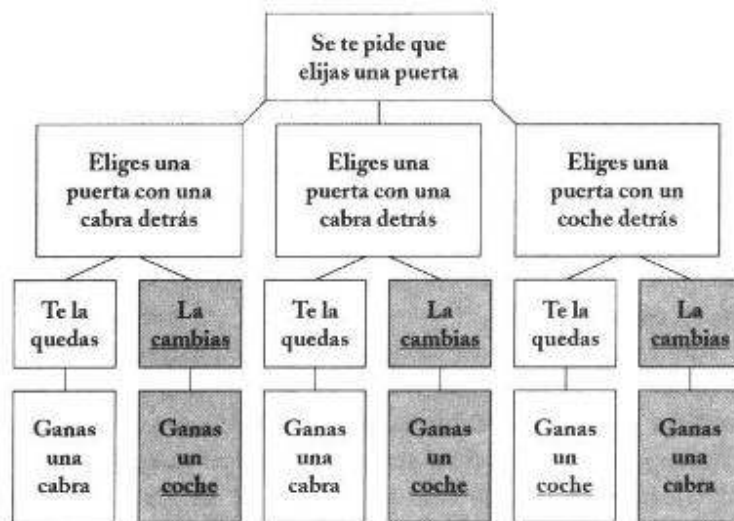 Se te pide que
elijas una puerta
Eliges una
puerta con una
cabra detrás
Eliges una
puerta con una
cabra detrás
Eliges una
puerta con un
coche detrás
Te la
quedas
La
cambias
Te la
quedas
La
cambias
Te la
quedas
La
cambias
Ganas
una
cabra
Ganas
un
coche
Ganas
una
cabra
Ganas
un
coche
Ganas
un
coche
Ganas
una
cabra